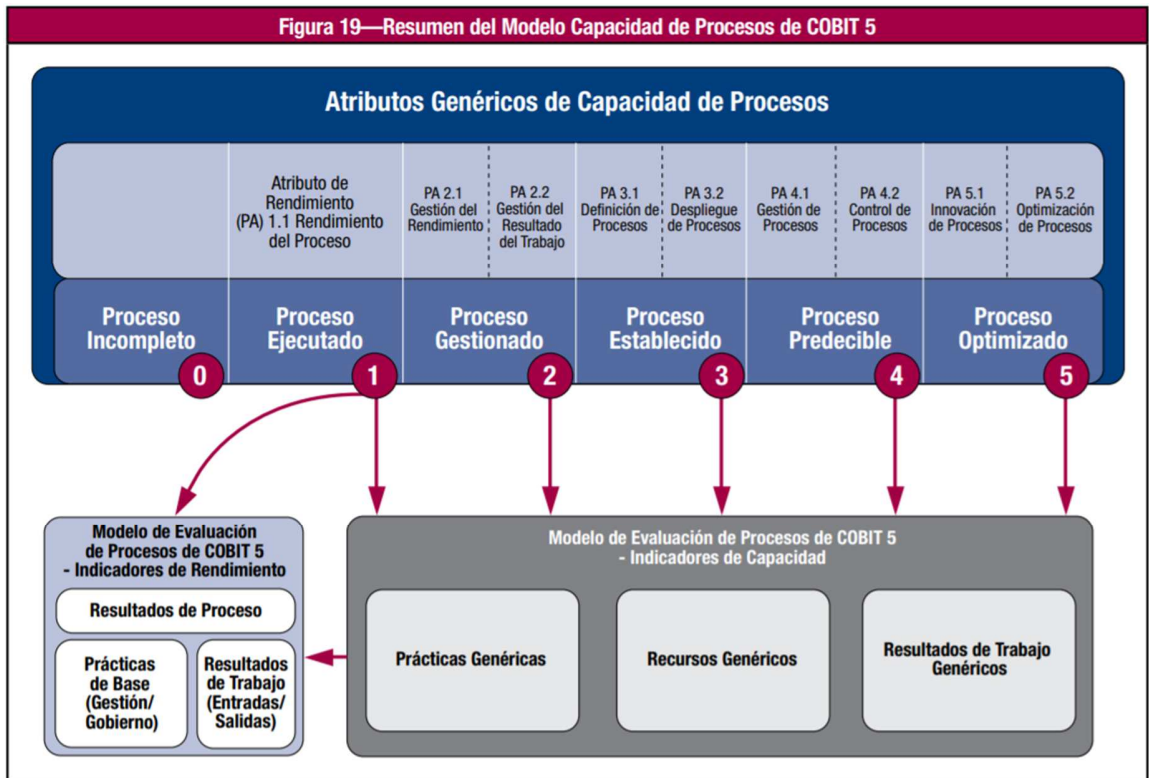 Figura 19—Resumen del Modelo Capacidad de Procesos de COBIT 5
Atributos Genéricos de Capacidad de Procesos
Atributo de
Rendimiento
(PA) 1.1 Rendimiento
del Proceso
PA 2.1
Gestión del
Rendimiento
PA 2.2
Gestión del
Resultado
del Trabajo
PA 3.1
Definición de
Procesos
PA 3.2
Despliegue
de Procesos
PA 4.1
Gestión de
Procesos
PA 4.2
Control de
Procesos
PA 5.1
Innovación
de Procesos
PA 5.2
Optimización
de Procesos
Proceso
Incompleto
0
Proceso
Ejecutado
1
Proceso
Gestionado
2
Proceso
Establecido
3
Proceso
Predecible
4
Proceso
Optimizado
5
Modelo de Evaluación
de Procesos de COBIT 5
- Indicadores de Rendimiento
Resultados de Proceso
Prácticas
de Base
(Gestión/
Gobierno)
Resultados
de Trabajo
(Entradas/
Salidas)
Modelo de Evaluación de Procesos de COBIT 5
- Indicadores de Capacidad
Prácticas Genéricas
Recursos Genéricos
Resultados de Trabajo
Genéricos